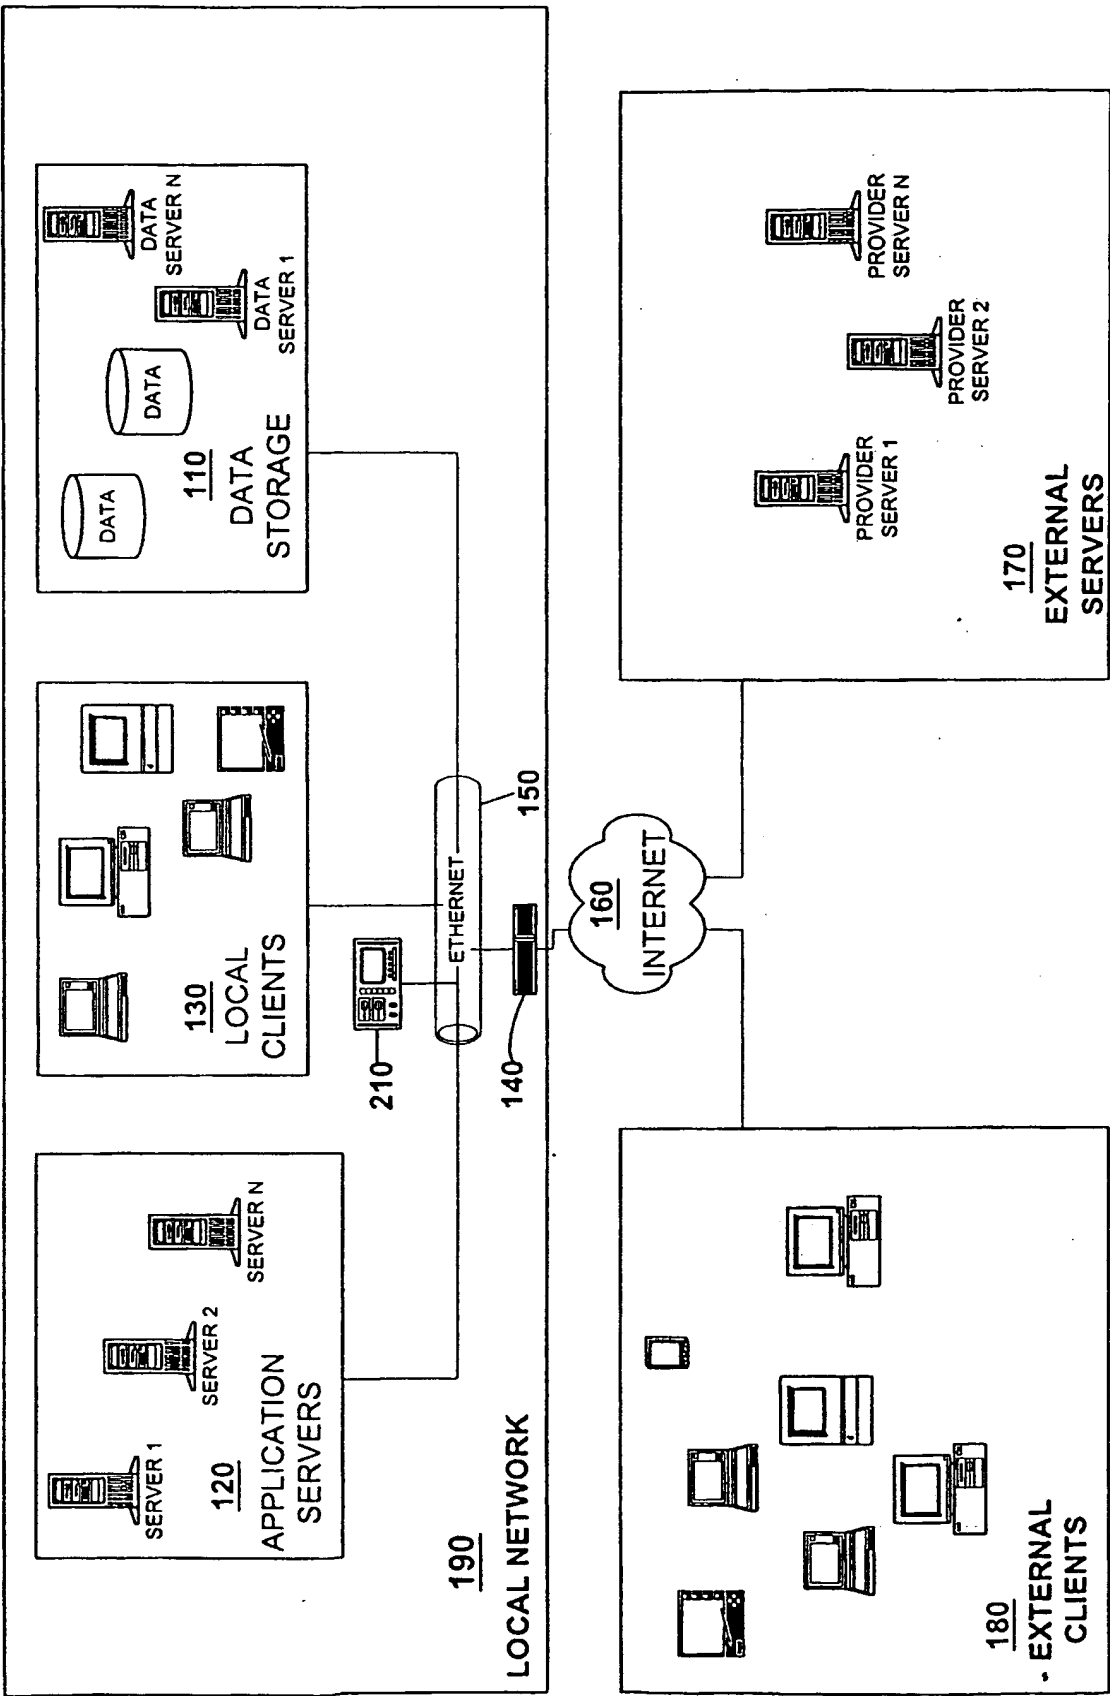 SERVER 1
SERVER 2
SERVER N
120
APPLICATION
SERVERS
130
LOCAL
CLIENTS
DATA
DATA
110
DATA
STORAGE
DATA
SERVER 1
DATA
SERVER N
210
ETHERNET
150
140
190
LOCAL NETWORK
160
INTERNET
180
EXTERNAL
CLIENTS
PROVIDER
SERVER 1
PROVIDER
SERVER 2
PROVIDER
SERVER N
170
EXTERNAL
SERVERS